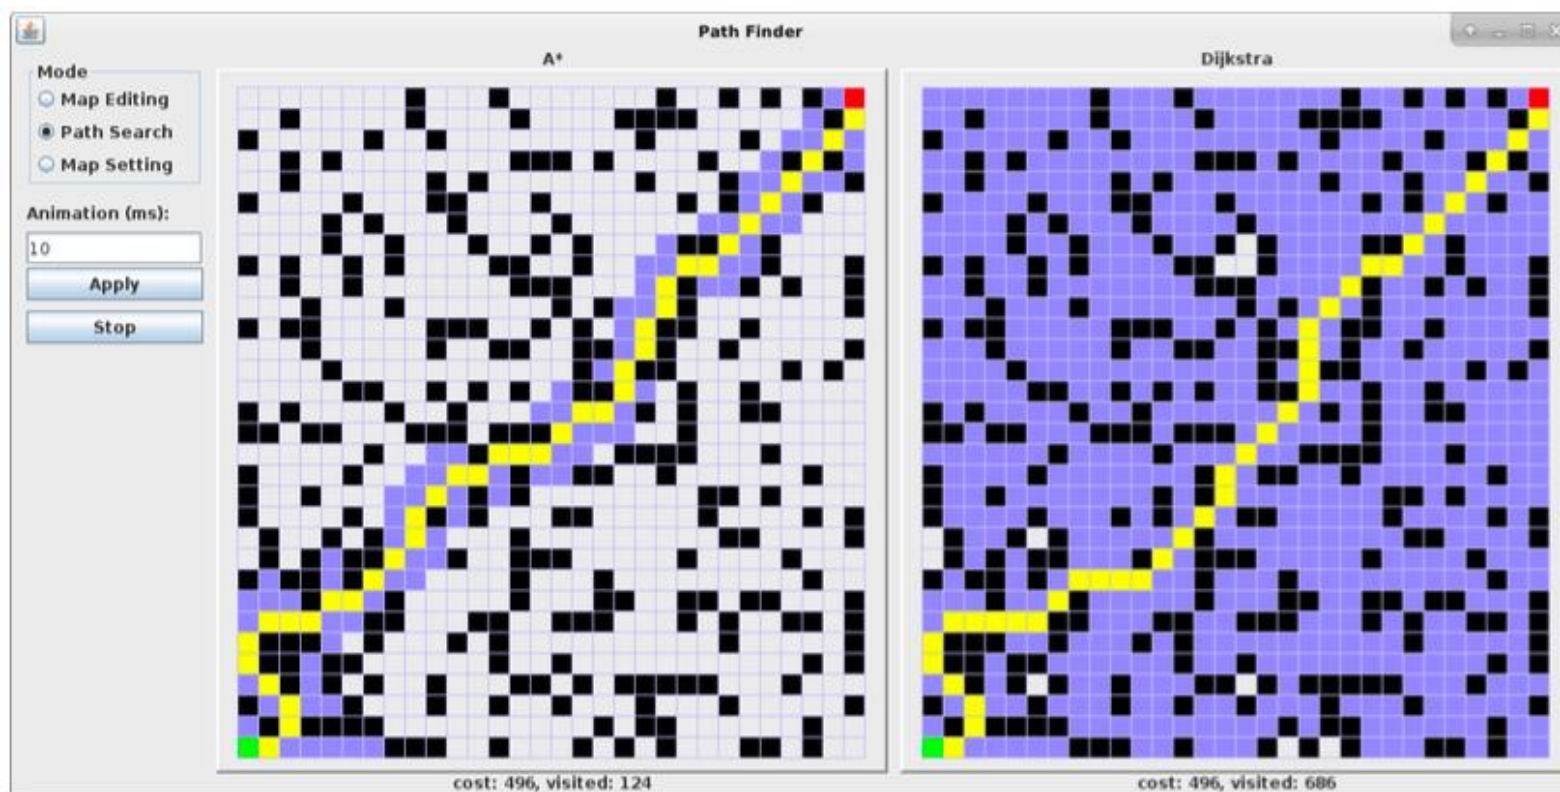 Path Finder
Mode
Map Editing
Path Search
Map Setting
Animation (ms):
10
Apply
Stop
A*
Dijkstra
cost: 496, visited: 124
cost: 496, visited: 686